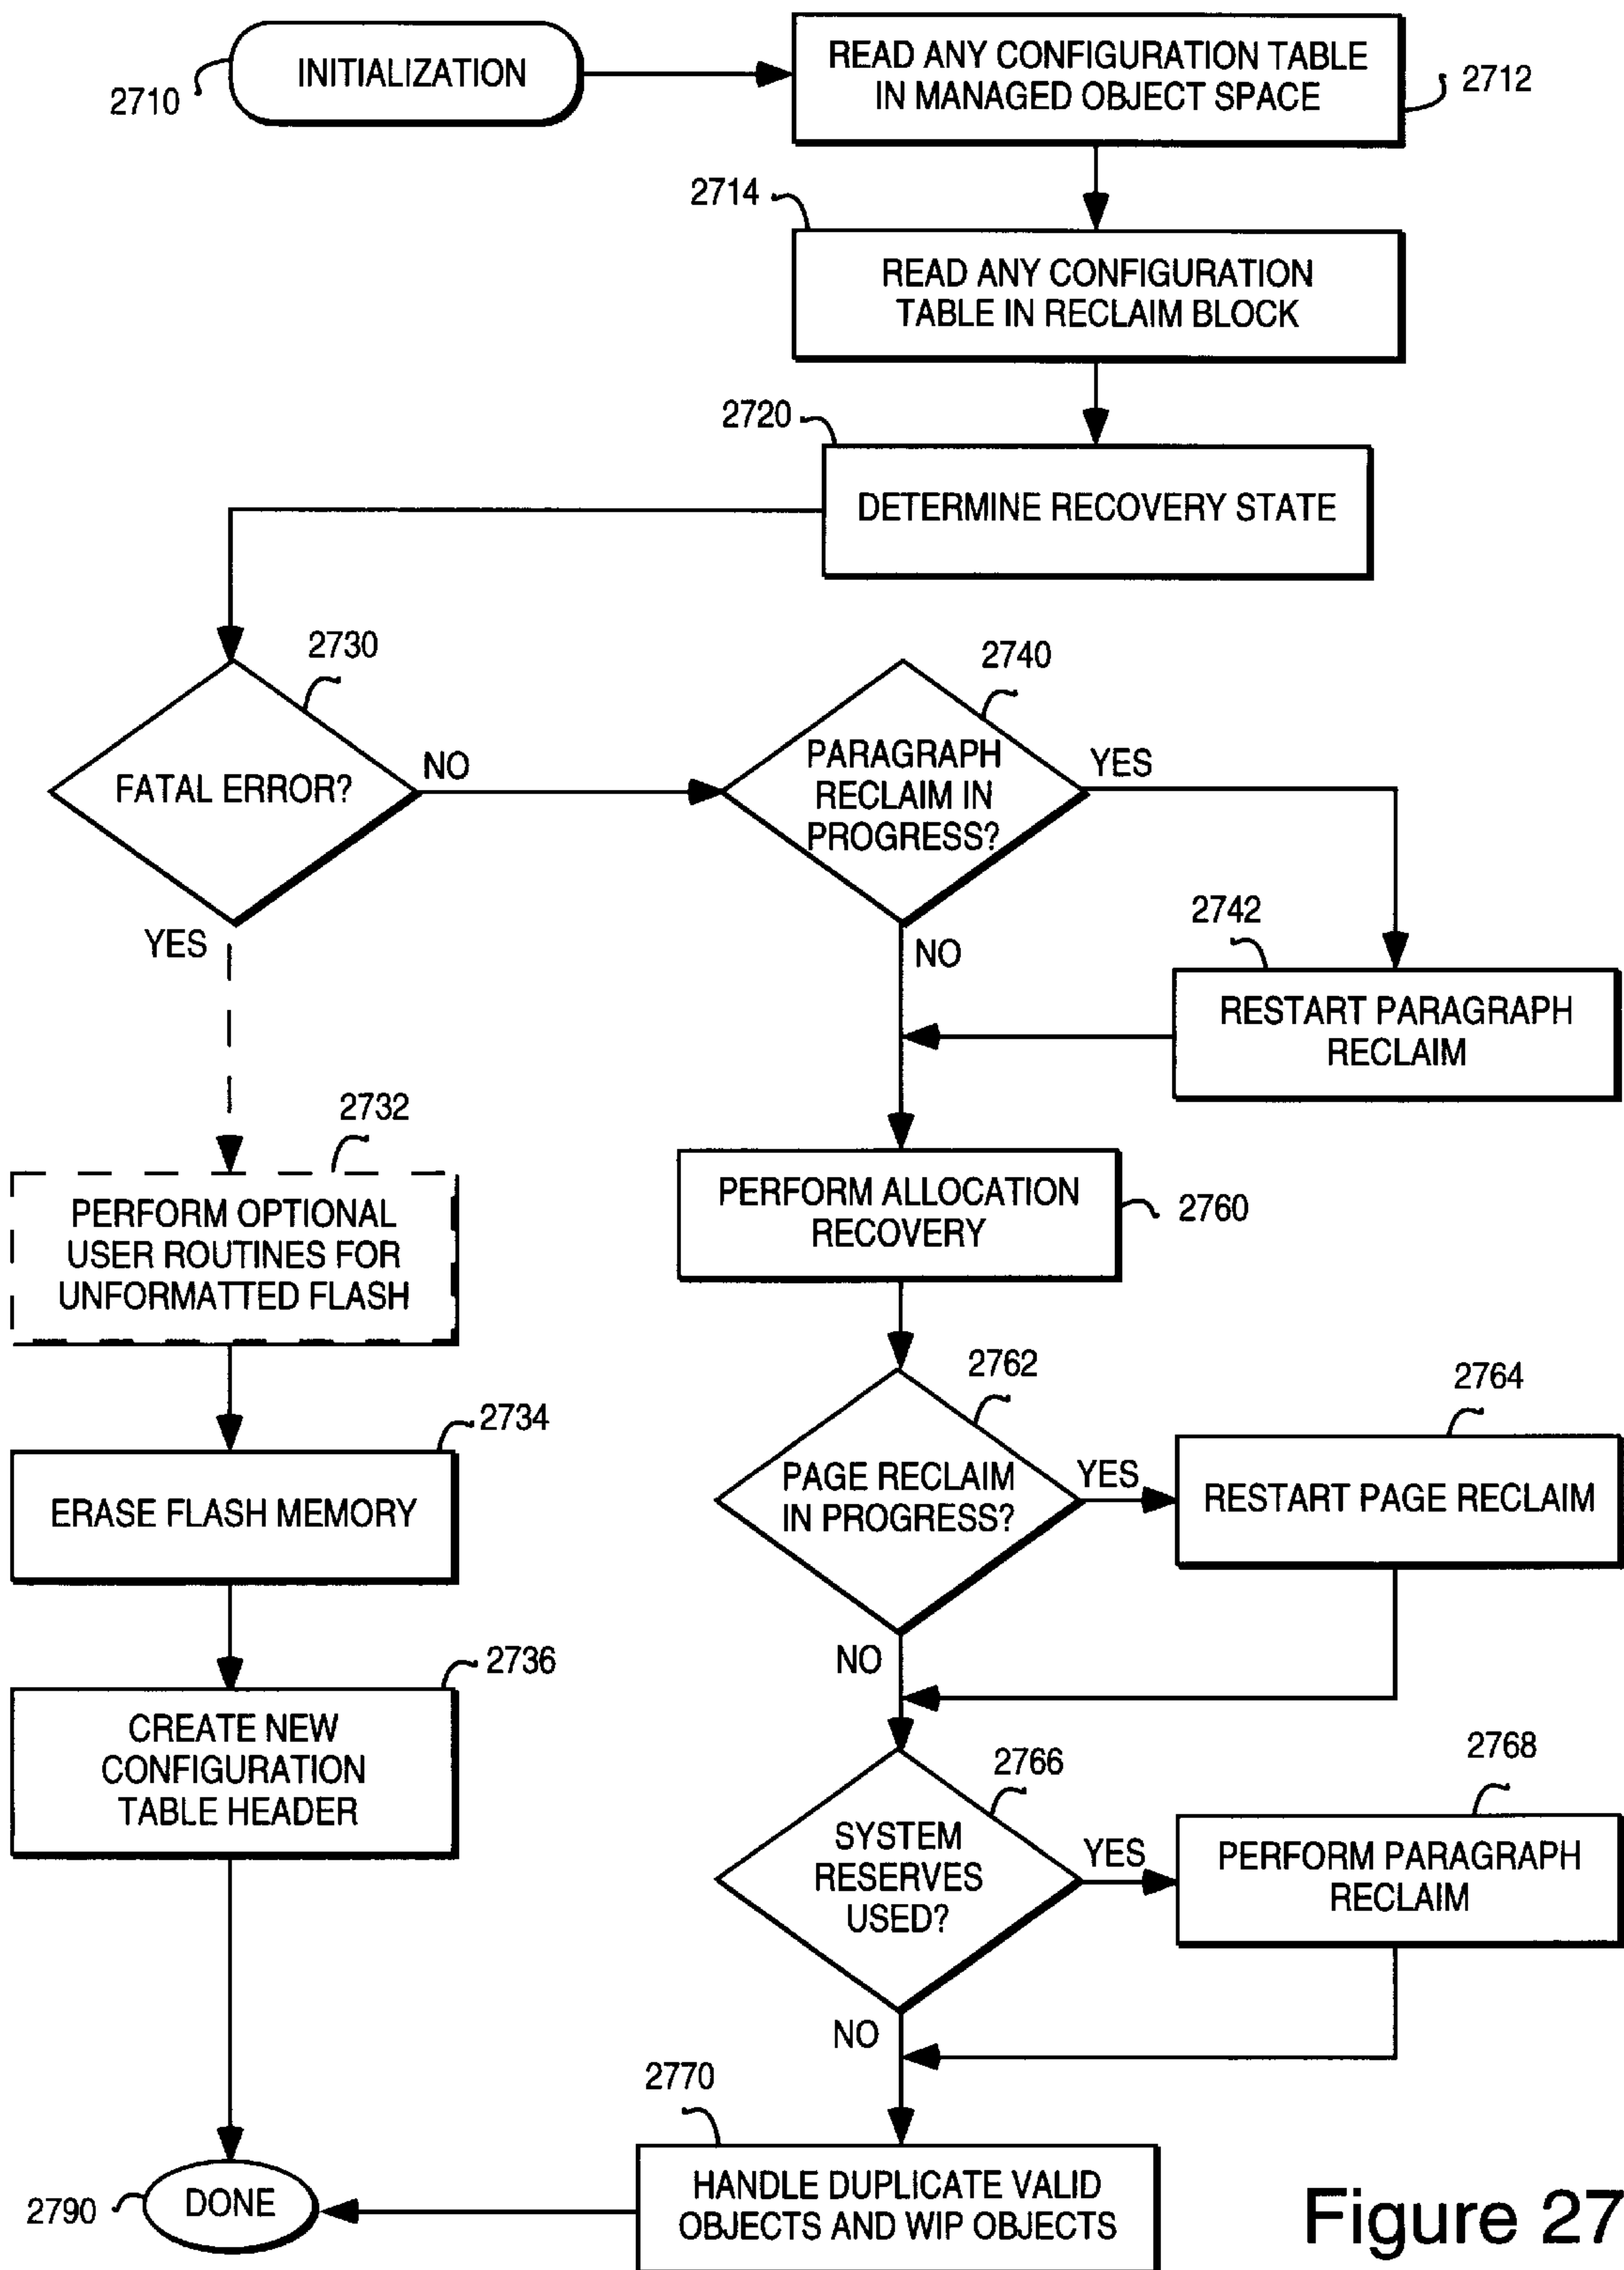 INITIALIZATION
2710
READ ANY CONFIGURATION TABLE
IN MANAGED OBJECT SPACE
2712
2714
READ ANY CONFIGURATION
TABLE IN RECLAIM BLOCK
2720
DETERMINE RECOVERY STATE
2730
FATAL ERROR?
NO
YES
2740
PARAGRAPH
RECLAIM IN
PROGRESS?
YES
NO
2742
RESTART PARAGRAPH
RECLAIM
2732
PERFORM OPTIONAL
USER ROUTINES FOR
UNFORMATTED FLASH
PERFORM ALLOCATION
RECOVERY
2760
2734
ERASE FLASH MEMORY
2762
PAGE RECLAIM
IN PROGRESS?
YES
NO
2764
RESTART PAGE RECLAIM
2736
CREATE NEW
CONFIGURATION
TABLE HEADER
2766
SYSTEM
RESERVES
USED?
YES
NO
2768
PERFORM PARAGRAPH
RECLAIM
2770
HANDLE DUPLICATE VALID
OBJECTS AND WIP OBJECTS
2790
DONE
Figure 27